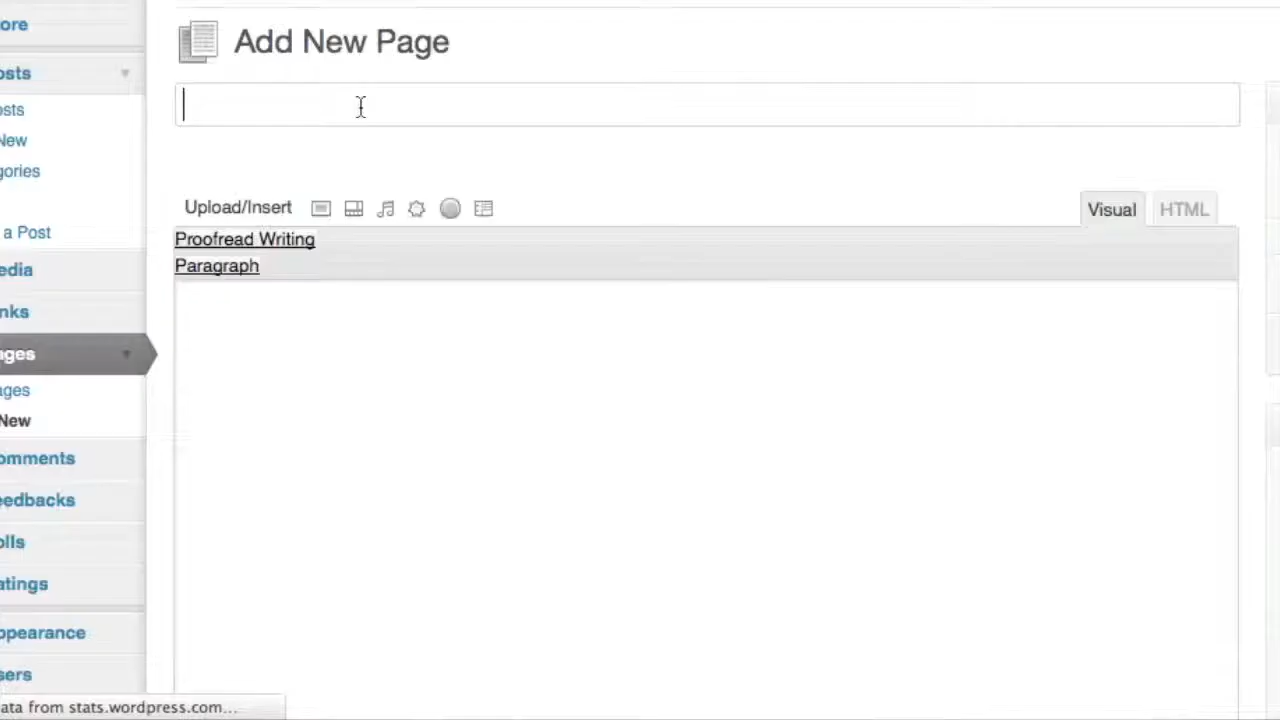 ore
Add New Page
osts
osts
New
gories
a Post
Upload/Insert
Visual HTML
Proofread Writing
Paragraph
edia
nks
ages
ages
New
omments
eedbacks
olls
atings
ppearance
sers
ata from stats.wordpress.com...